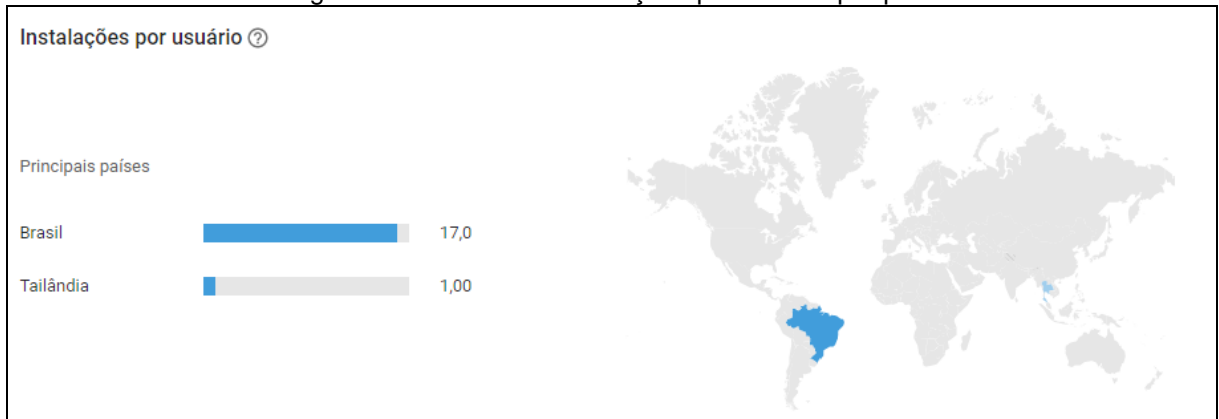 Instalações por usuário ?
Principais países
Brasil 17,0
Tailândia 1,00